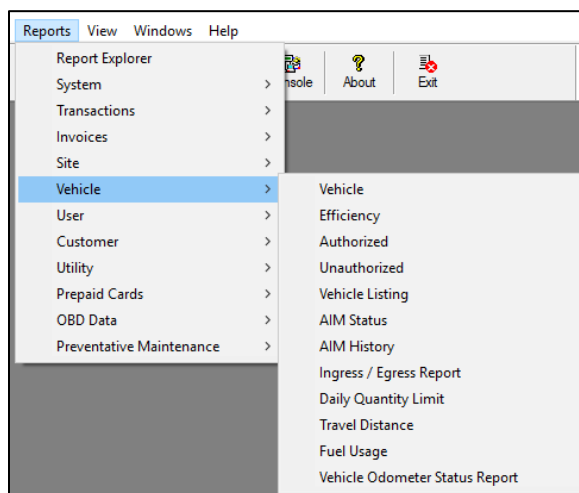 Reports View Windows Help
Report Explorer
System
Transactions
Invoices
Site
Vehicle
User
Customer
Utility
Prepaid Cards
OBD Data
Preventative Maintenance
About
Exit
Vehicle
Efficiency
Authorized
Unauthorized
Vehicle Listing
AIM Status
AIM History
Ingress / Egress Report
Daily Quantity Limit
Travel Distance
Fuel Usage
Vehicle Odometer Status Report